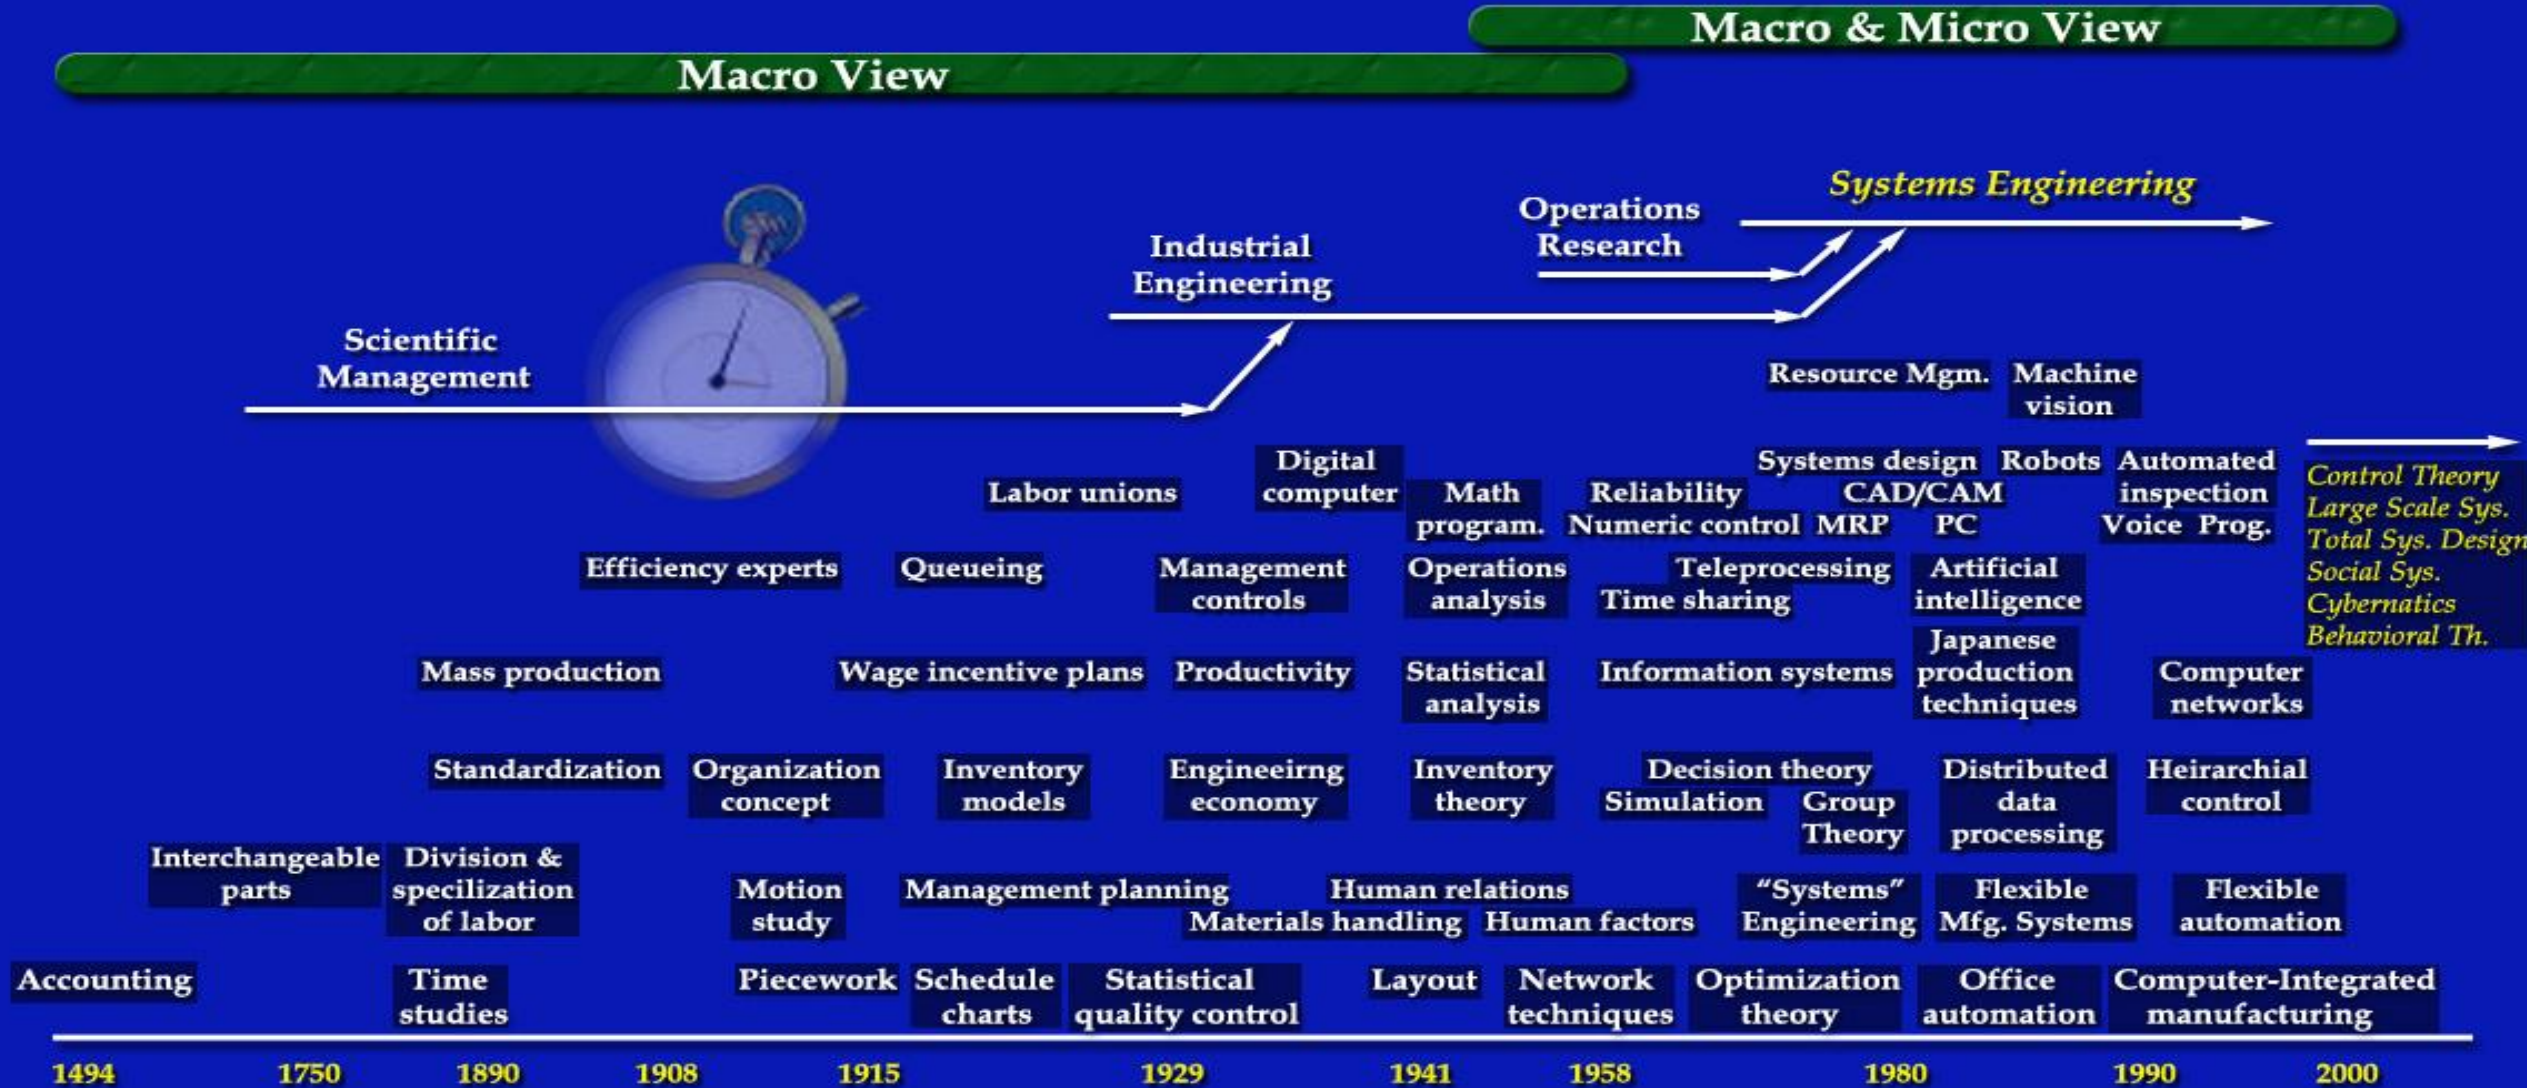 Macro & Micro View
Macro View
Systems Engineering
Operations
Research
Industrial
Engineering
Scientific
Management
Resource Mgm.
Machine
vision
Digital
computer
Labor unions
Math
program.
Reliability
Numeric control
Systems design
CAD/CAM
MRP
PC
Robots
Automated
inspection
Voice Prog.
Control Theory
Large Scale Sys.
Total Sys. Design
Social Sys.
Cybernatics
Behavioral Th.
Efficiency experts
Queueing
Management
controls
Operations
analysis
Teleprocessing
Time sharing
Artificial
intelligence
Mass production
Wage incentive plans
Productivity
Statistical
analysis
Information systems
Japanese
production
techniques
Computer
networks
Standardization
Organization
concept
Inventory
models
Engineeirng
economy
Inventory
theory
Decision theory
Simulation
Group
Theory
Distributed
data
processing
Heirarchial
control
Interchangeable
parts
Division &
specilization
of labor
Motion
study
Management planning
Materials handling
Human relations
Human factors
“Systems”
Engineering
Flexible
Mfg. Systems
Flexible
automation
Accounting
Time
studies
Piecework
Schedule
charts
Statistical
quality control
Layout
Network
techniques
Optimization
theory
Office
automation
Computer-Integrated
manufacturing
1494 1750 1890 1908 1915 1929 1941 1958 1980 1990 2000